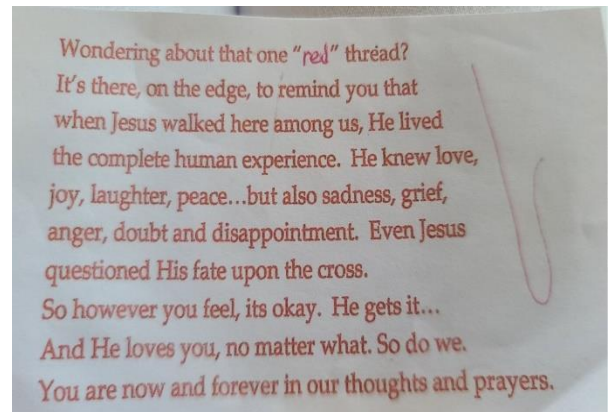 Wondering about that one "red" thread?
It's there, on the edge, to remind you that
when Jesus walked here among us, He lived
the complete human experience. He knew love,
joy, laughter, peace...but also sadness, grief,
anger, doubt and disappointment. Even Jesus
questioned His fate upon the cross.
So however you feel, its okay. He gets it...
And He loves you, no matter what. So do we.
You are now and forever in our thoughts and prayers.